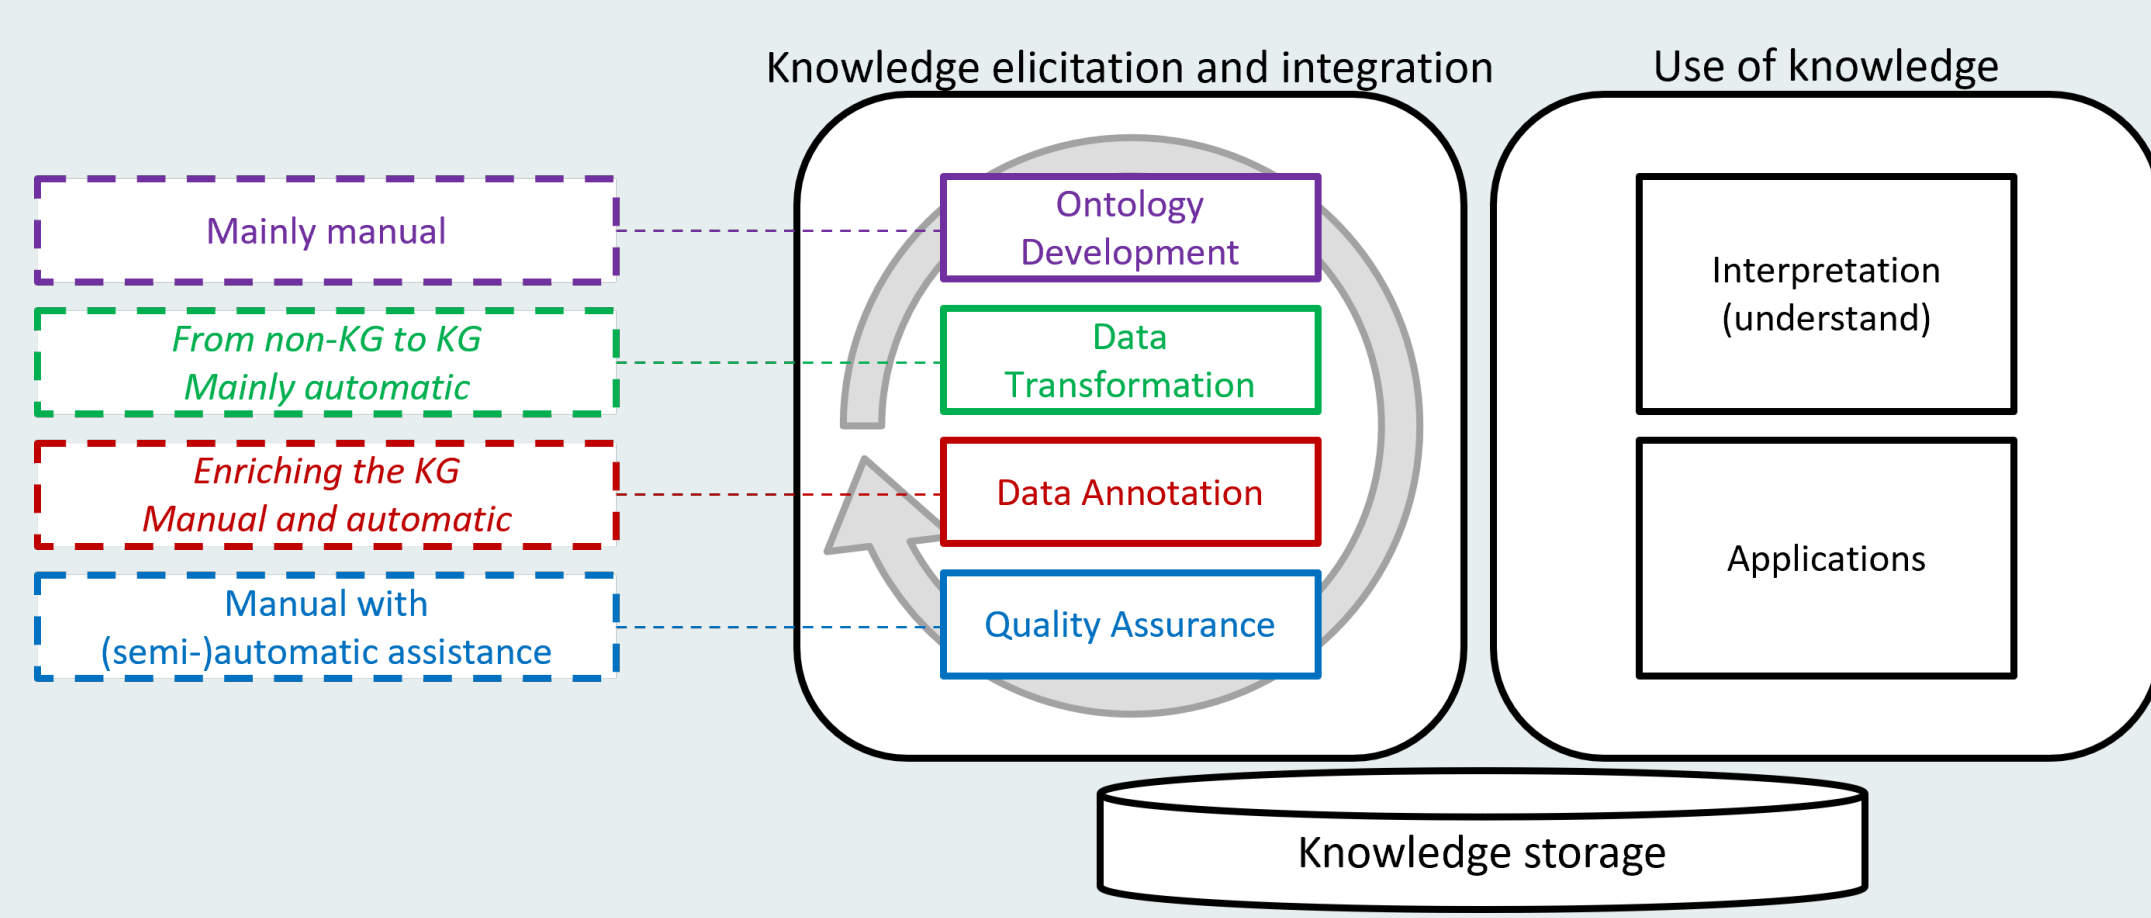 Knowledge elicitation and integration
Use of knowledge
Mainly manual
Ontology
Development
From non-KG to KG
Mainly automatic
Data
Transformation
Enriching the KG
Manual and automatic
Data Annotation
Manual with
(semi-)automatic assistance
Quality Assurance
Interpretation
(understand)
Applications
Knowledge storage